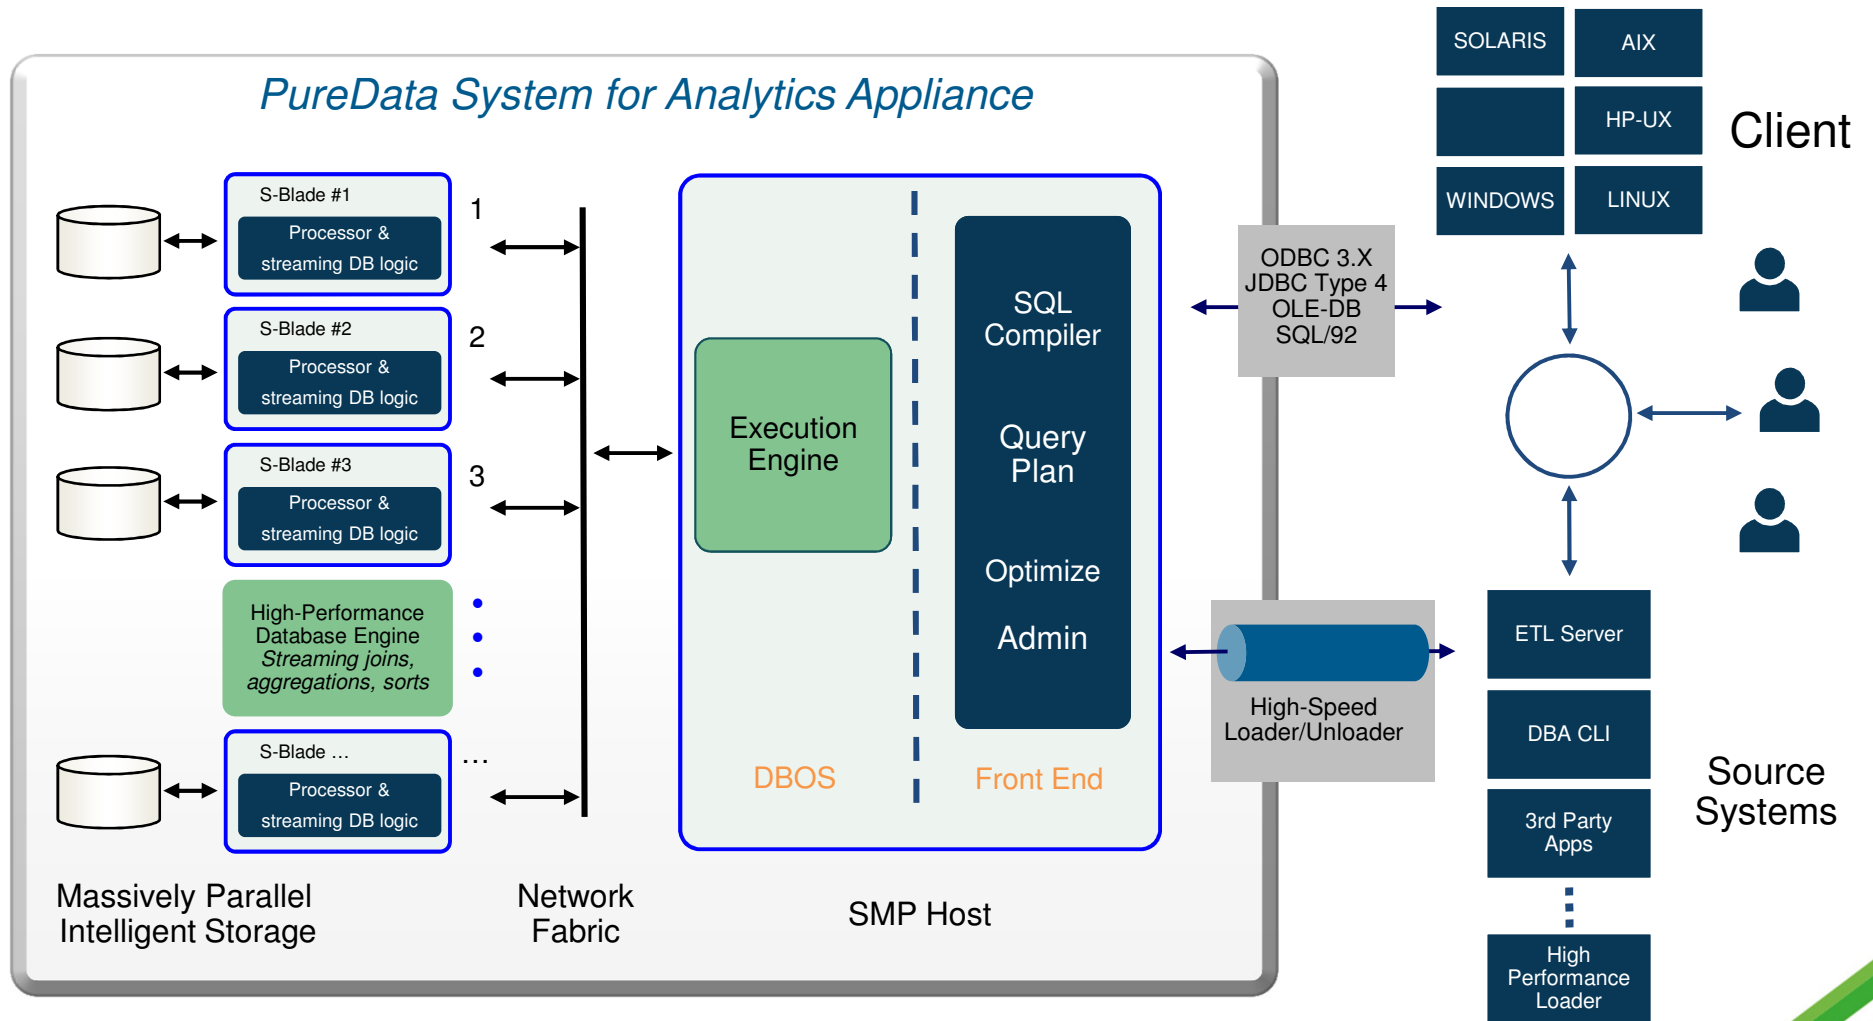 PureData System for Analytics Appliance
S-Blade #1
Processor &
streaming DB logic
1
S-Blade #2
Processor &
streaming DB logic
2
S-Blade #3
Processor &
streaming DB logic
3
High-Performance
Database Engine
Streaming joins,
aggregations, sorts
S-Blade ...
Processor &
streaming DB logic
...
Massively Parallel
Intelligent Storage
Network
Fabric
Execution
Engine
DBOS
SQL
Compiler
Query
Plan
Optimize
Admin
Front End
SMP Host
ODBC 3.X
JDBC Type 4
OLE-DB
SQL/92
High-Speed
Loader/Unloader
SOLARIS
AIX
HP-UX
WINDOWS
LINUX
Client
ETL Server
DBA CLI
3rd Party
Apps
High
Performance
Loader
Source
Systems